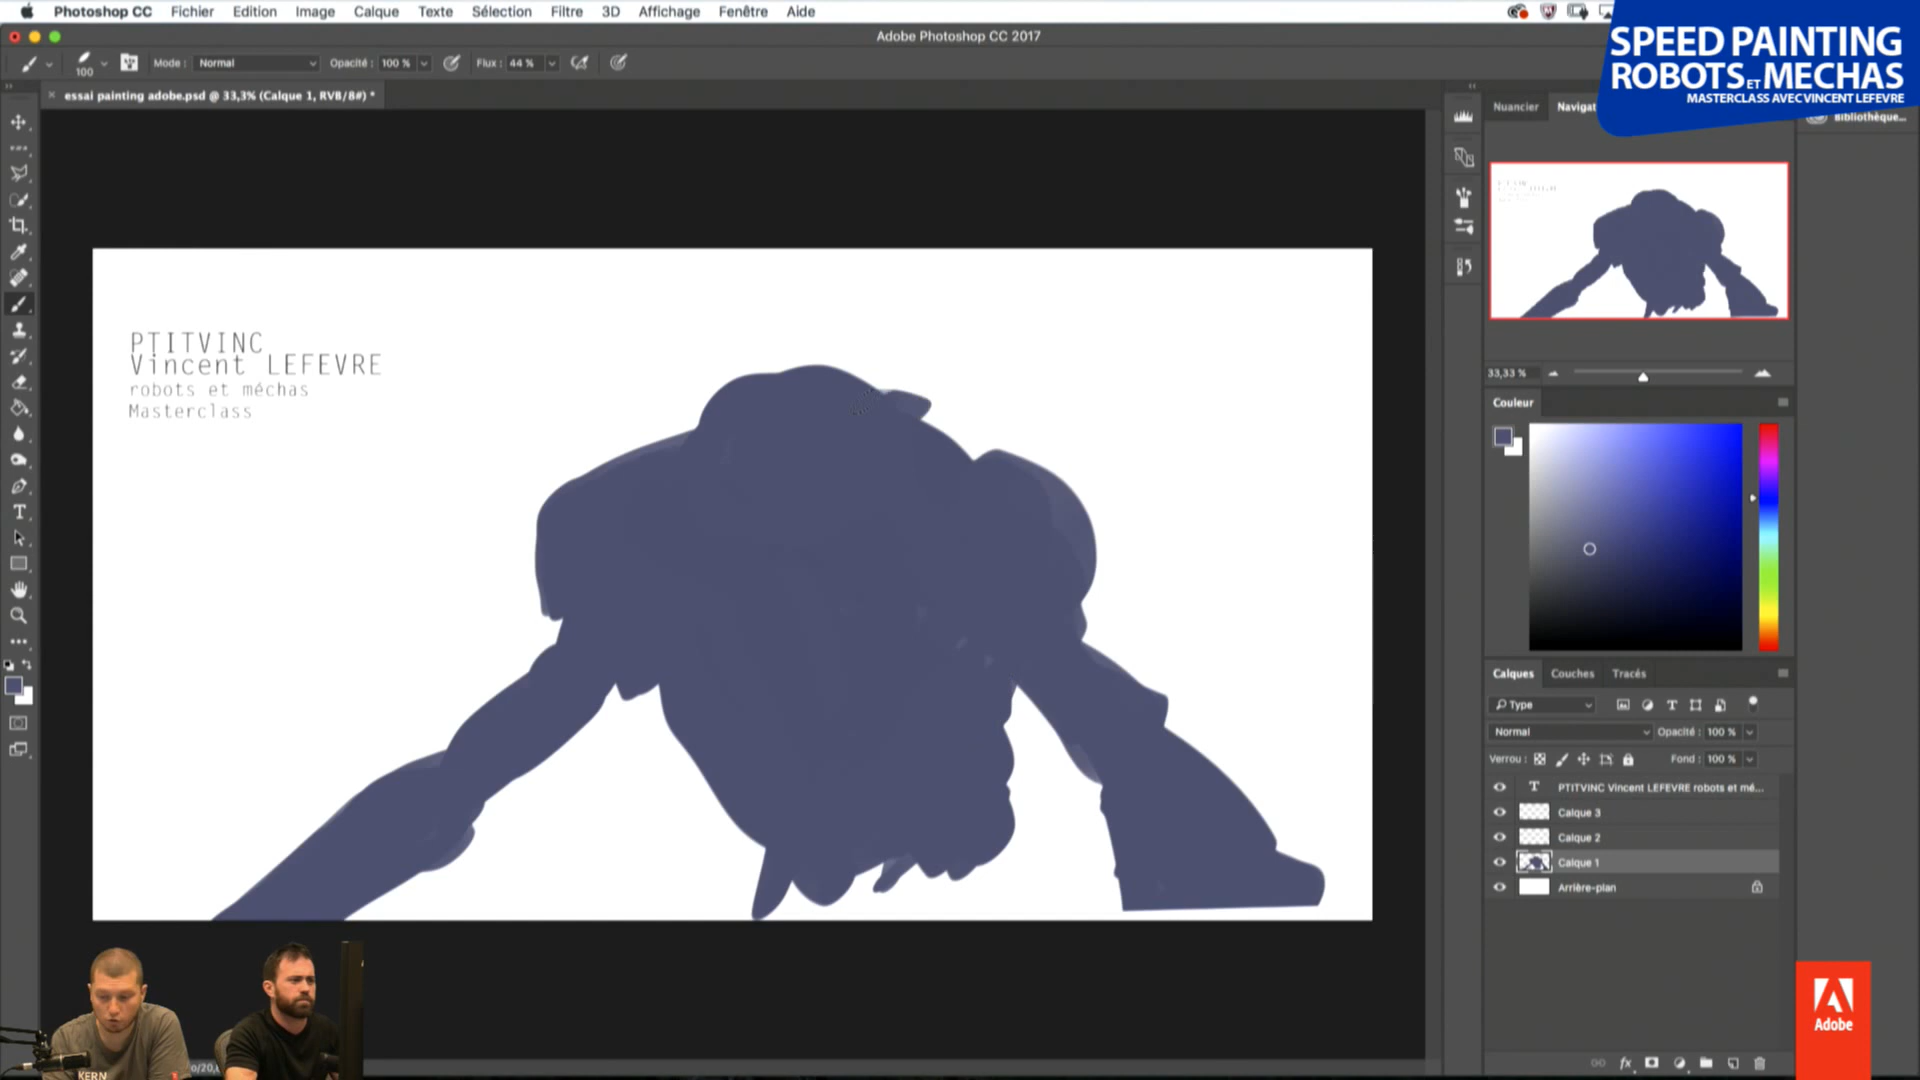 Photoshop CC Fichier Edition Image Calque Texte Sélection Filtre 3D Affichage Fenêtre Aide
Adobe Photoshop CC 2017
100 Mode : Normal Opacité : 100 % Flux : 44 %
essai painting adobe.psd @ 33,3% (Calque 1, RVB/8#) *
SPEED PAINTING
ROBOTS ET MECHAS
MASTERCLASS AVEC VINCENT LEFEVRE
Nuancier Navigat
Bibliothèque...
PTITVINC
Vincent LEFEVRE
robots et méchas
Masterclass
33,33 %
Couleur
Calques Couches Tracés
Type
Normal Opacité : 100 %
Verrou : Fond : 100 %
PTITVINC Vincent LEFEVRE robots et mé...
Calque 3
Calque 2
Calque 1
Arrière-plan
Adobe
KERN